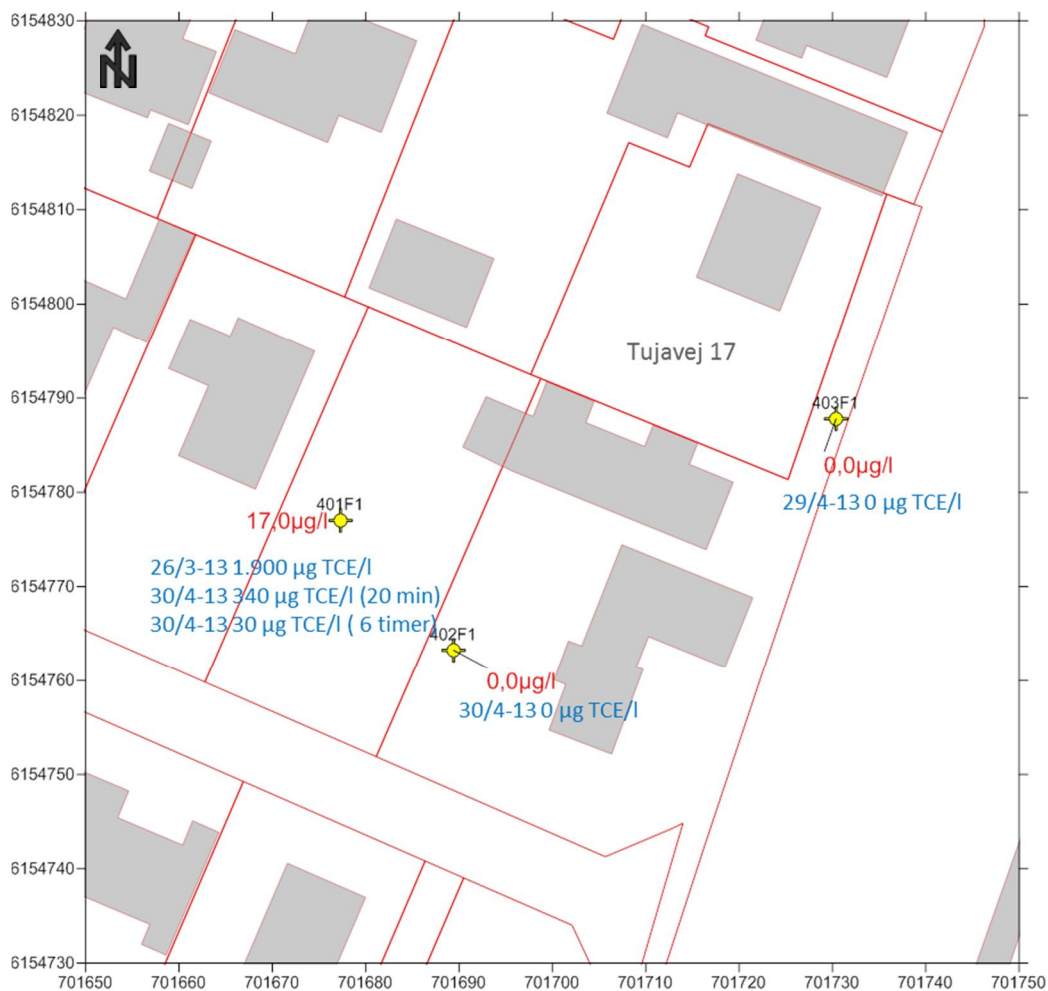 6154830
N
6154820
6154810
6154800
Tujavej 17
6154790
403F1
0,0µg/l
6154780
29/4-13 0 µg TCE/l
401F1
17,0µg/l
26/3-13 1.900 µg TCE/l
6154770
30/4-13 340 µg TCE/l (20 min)
30/4-13 30 µg TCE/l ( 6 timer)
402F1
6154760
0,0µg/l
30/4-13 0 µg TCE/l
6154750
6154740
6154730
701650 701660 701670 701680 701690 701700 701710 701720 701730 701740 701750